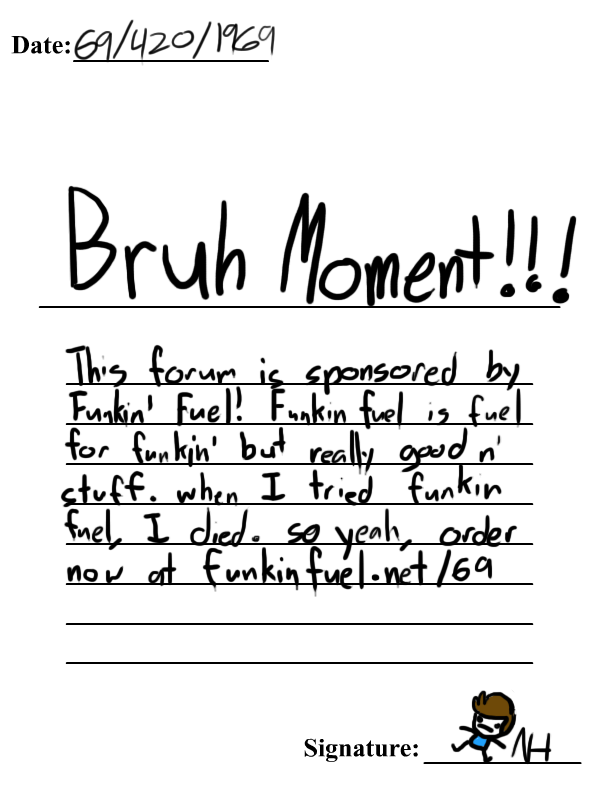 Date: 69/420/1969
Bruh Moment!!!
This forum is sponsored by
Funkin' Fuel! Funkin fuel is fuel
for funkin' but really good n'
stuff. when I tried funkin
fuel, I died. so yeah, order
now at funkinfuel.net/69
Signature: NH